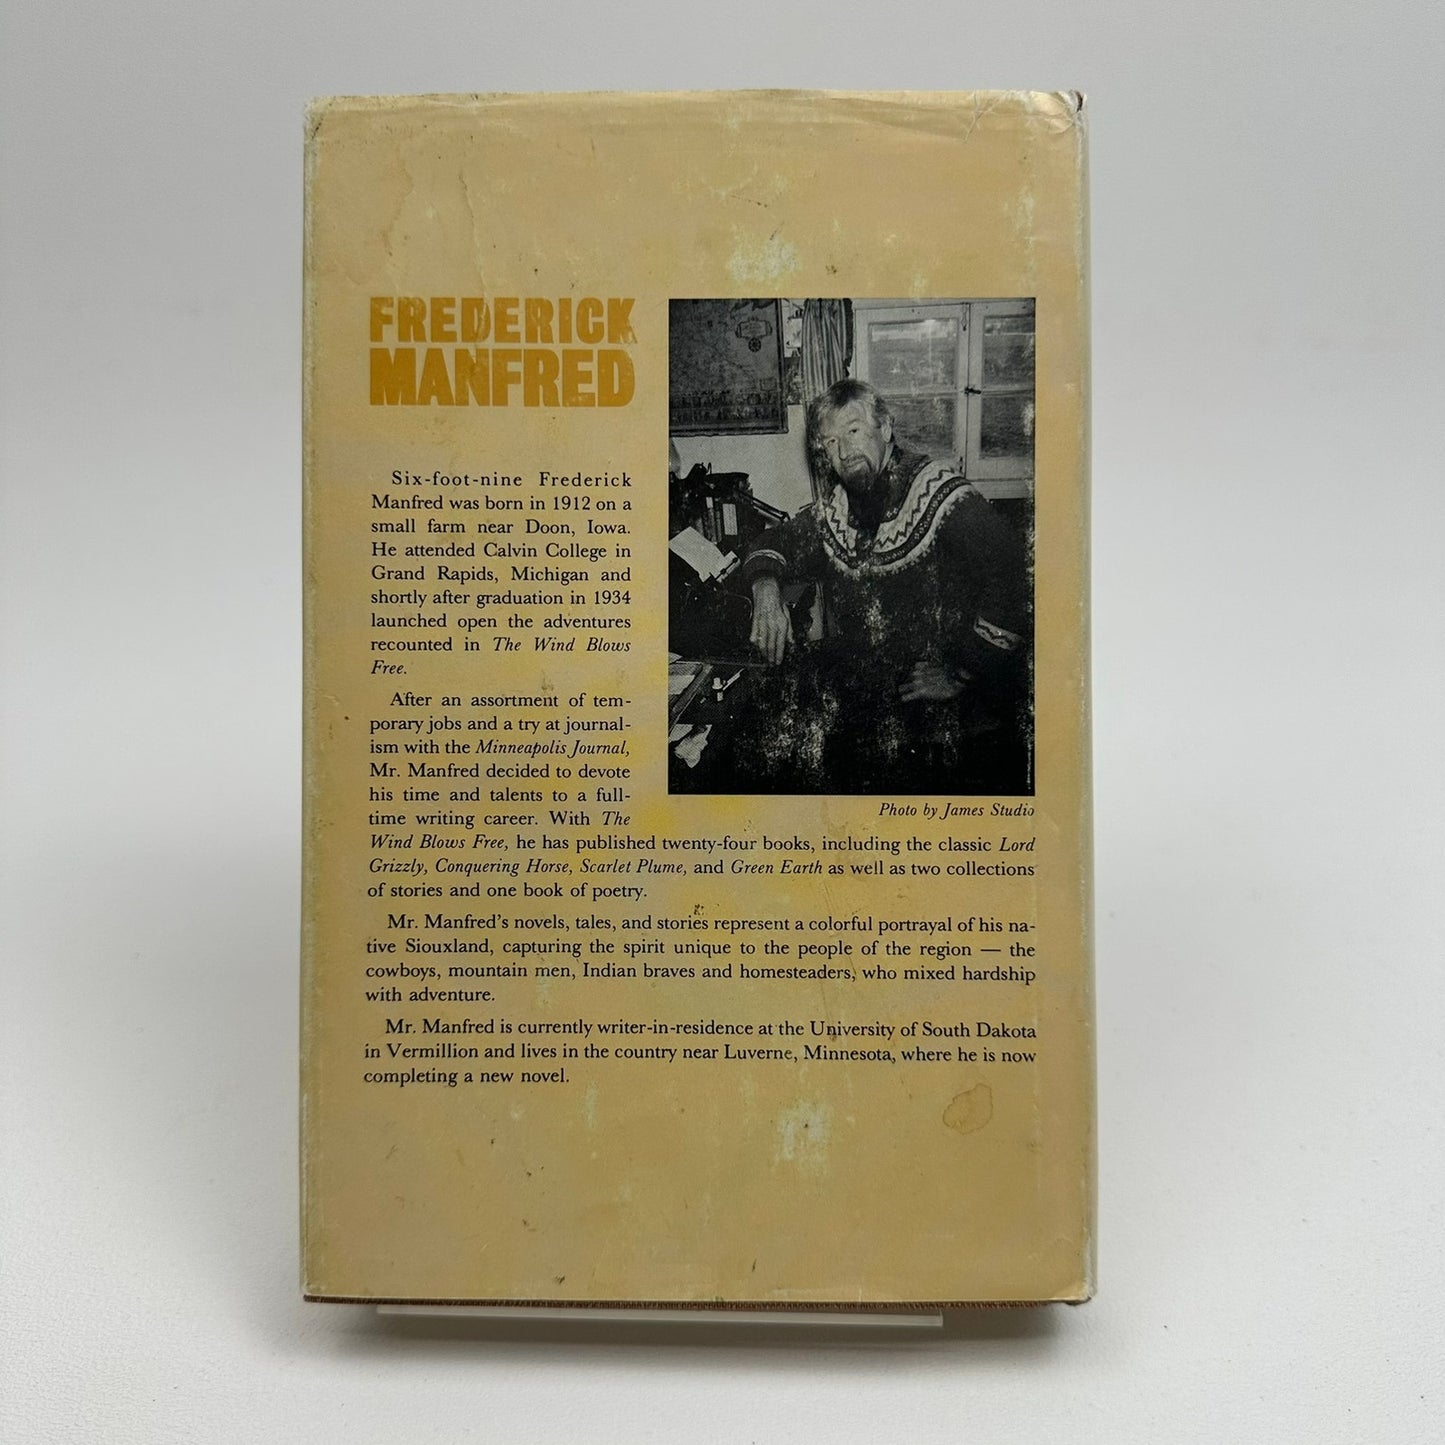 FREDERICK
MANFRED
Six-foot-nine Frederick
Manfred was born in 1912 on a
small farm near Doon, Iowa.
He attended Calvin College in
Grand Rapids, Michigan and
shortly after graduation in 1934
launched open the adventures
recounted in The Wind Blows
Free.
After an assortment of tem-
porary jobs and a try at journal-
ism with the Minneapolis Journal,
Mr. Manfred decided to devote
his time and talents to a full-
time writing career. With The
Wind Blows Free, he has published twenty-four books, including the classic Lord
Grizzly, Conquering Horse, Scarlet Plume, and Green Earth as well as two collections
of stories and one book of poetry.
Mr. Manfred's novels, tales, and stories represent a colorful portrayal of his na-
tive Siouxland, capturing the spirit unique to the people of the region — the
cowboys, mountain men, Indian braves and homesteaders, who mixed hardship
with adventure.
Mr. Manfred is currently writer-in-residence at the University of South Dakota
in Vermillion and lives in the country near Luverne, Minnesota, where he is now
completing a new novel.
Photo by James Studio